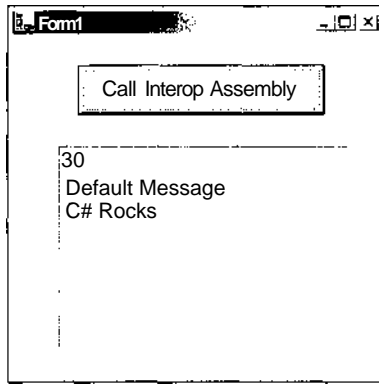 Form1
Call Interop Assembly
30
Default Message
C# Rocks